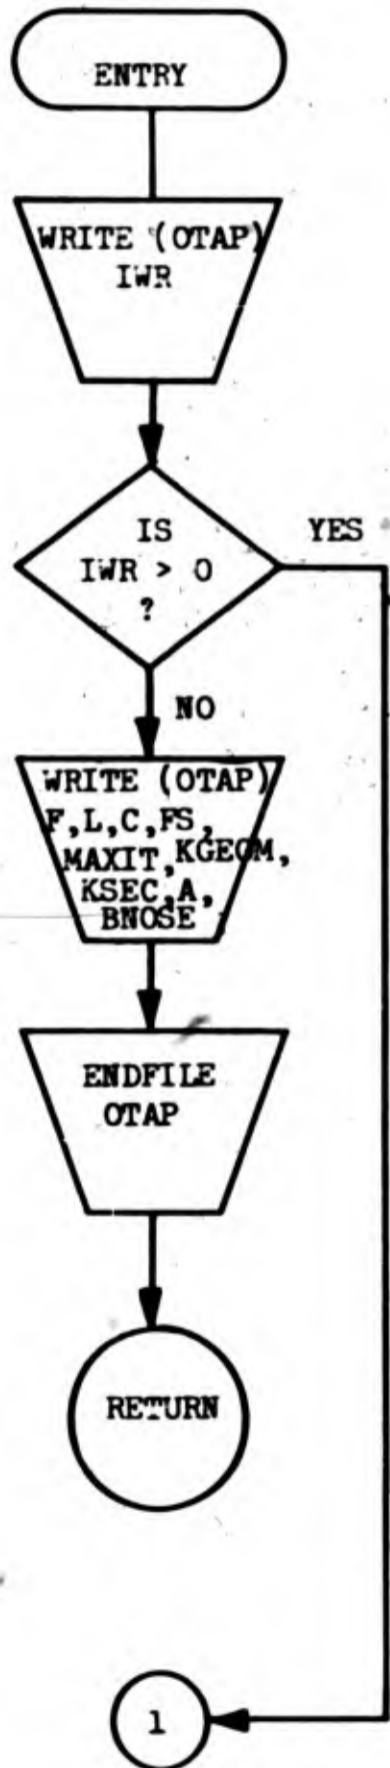 ENTRY
WRITE (OTAP)
IWR
IS
IWR > 0
?
YES
NO
WRITE (OTAP)
F,L,C,FS,
MAXIT,KGEOM,
KSEC,A,
BNOSE
ENDFILE
OTAP
RETURN
1